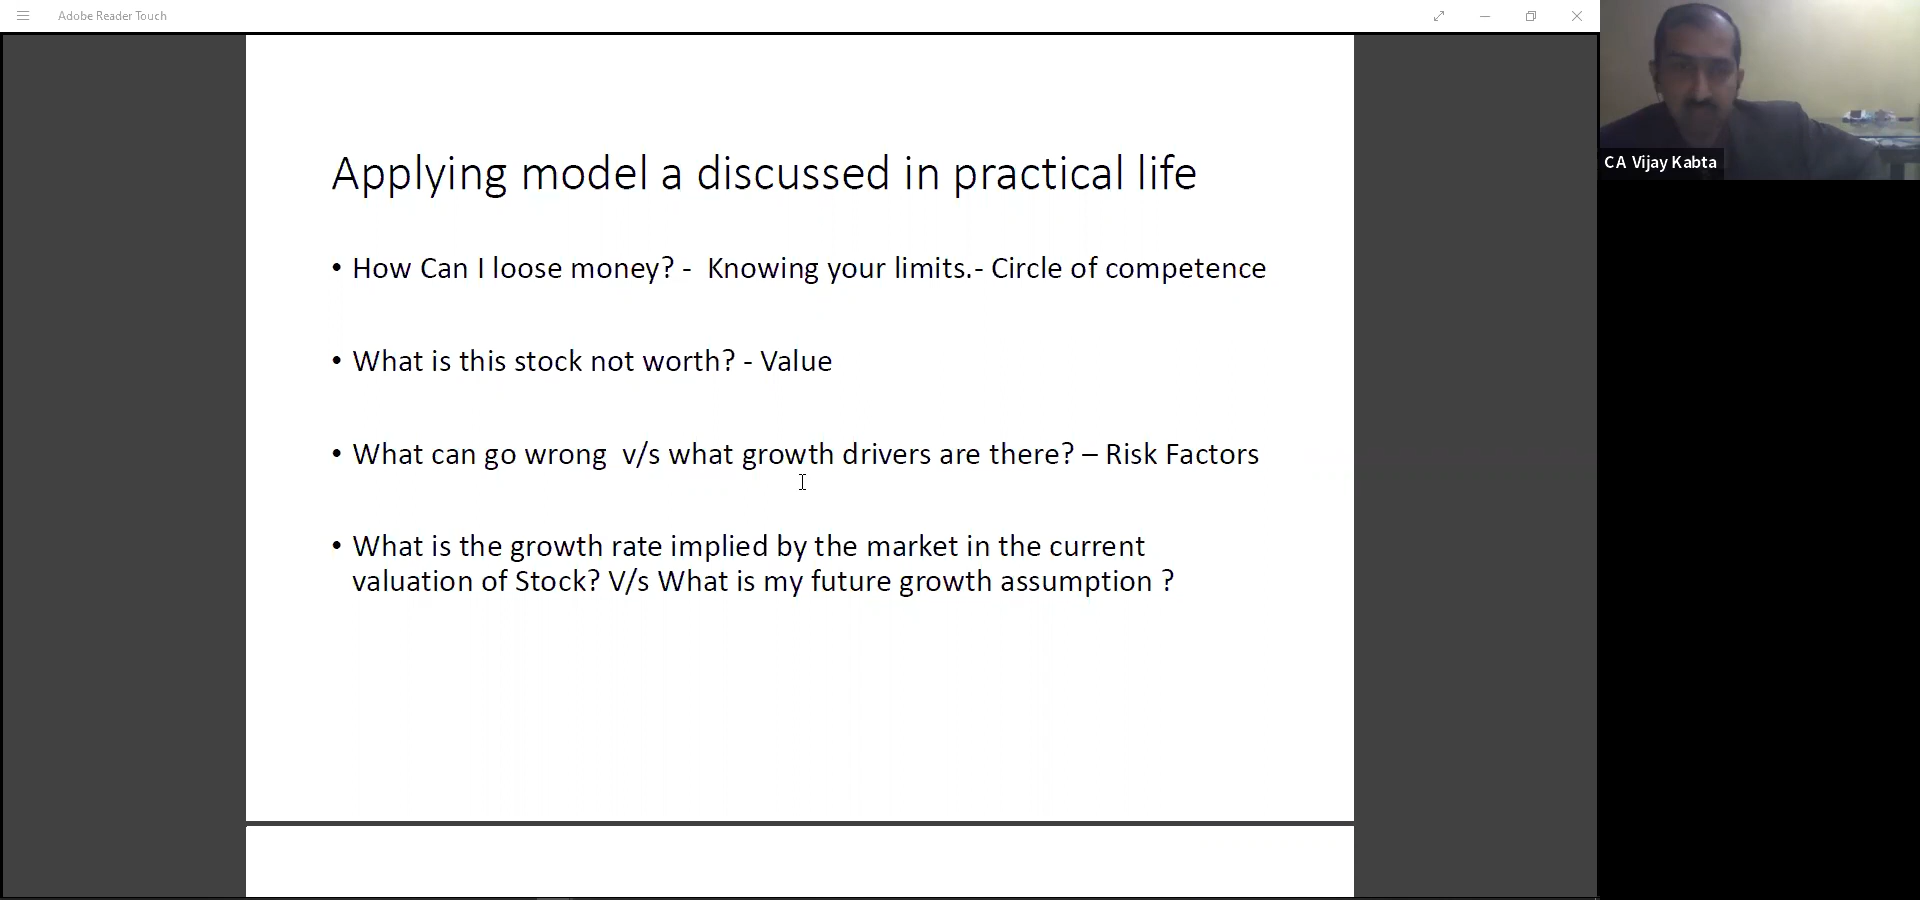 Adobe Reader Touch
CA Vijay Kabta
Applying model a discussed in practical life
• How Can I loose money? - Knowing your limits.- Circle of competence
• What is this stock not worth? - Value
• What can go wrong v/s what growth drivers are there? – Risk Factors
• What is the growth rate implied by the market in the current
valuation of Stock? V/s What is my future growth assumption ?